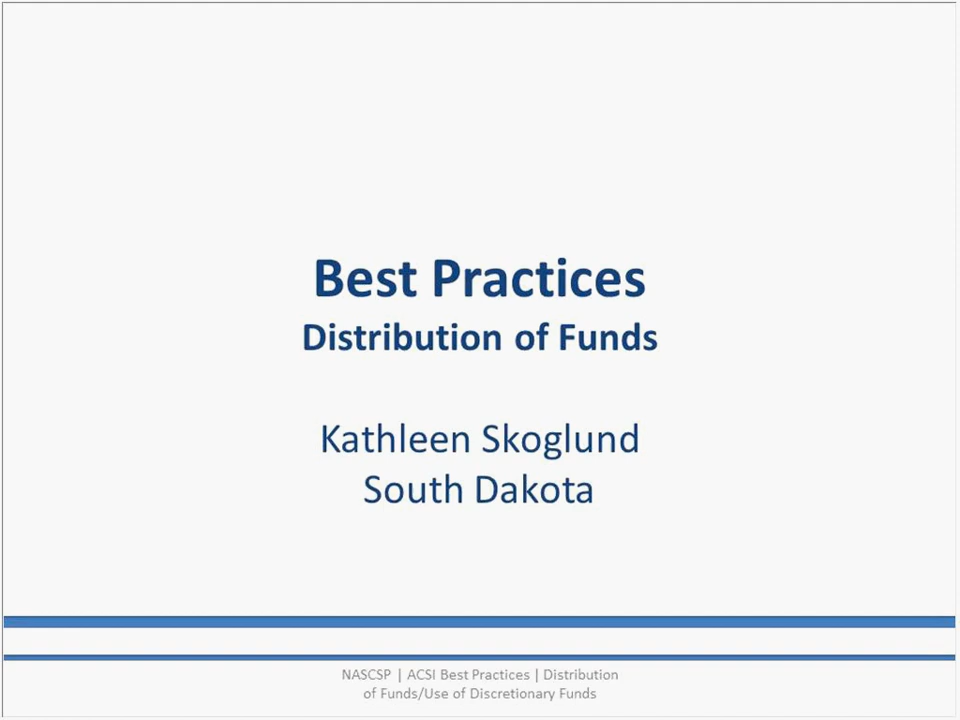 Best Practices
Distribution of Funds
Kathleen Skoglund
South Dakota
NASCSP | ACSI Best Practices | Distribution
of Funds/Use of Discretionary Funds